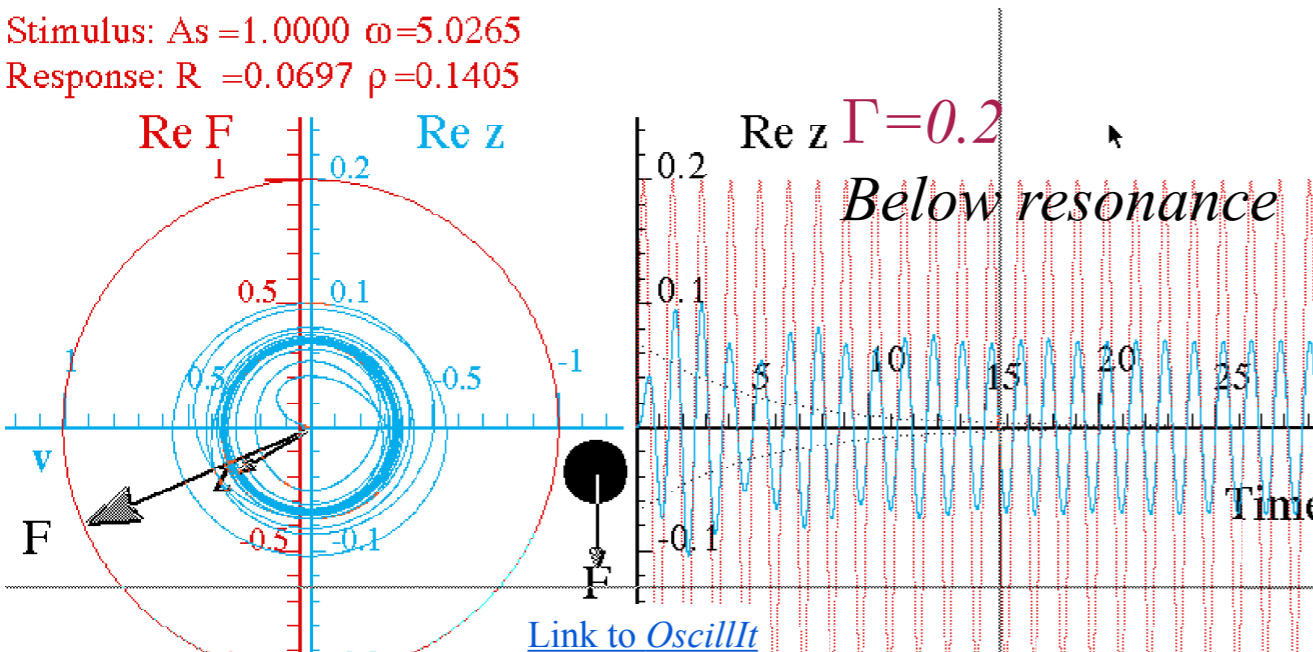 Stimulus: As =1.0000 ω=5.0265
Response: R =0.0697 ρ=0.1405
Re F
Re z
Re z
Γ=0.2
Below resonance
1
0.2
0.2
0.5
0.1
0.1
1
0.5
-0.5
-1
5
10
15
20
25
v
z
F
-0.5
-0.1
F
-0.1
Time
Link to OscillIt